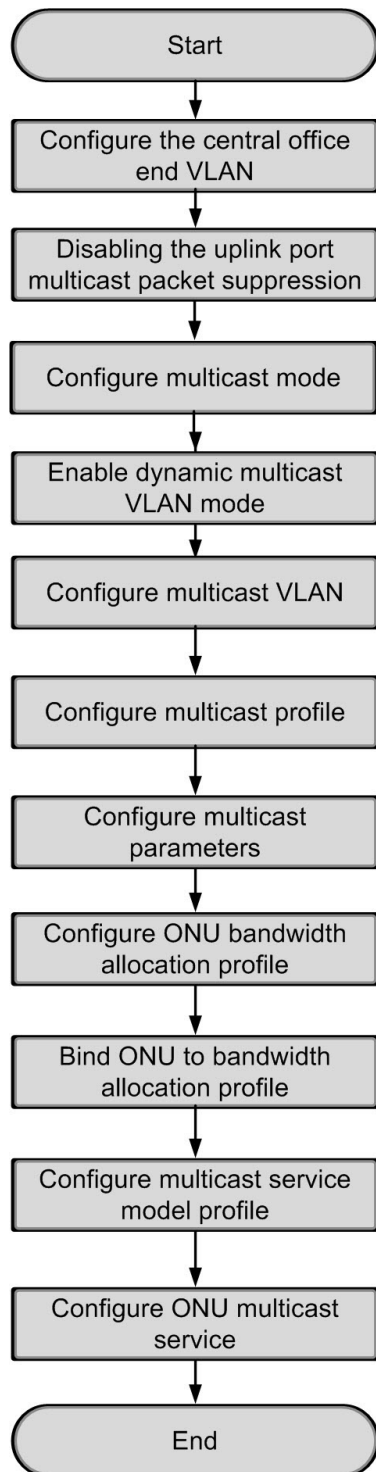 Start
Configure the central office
end VLAN
Disabling the uplink port
multicast packet suppression
Configure multicast mode
Enable dynamic multicast
VLAN mode
Configure multicast VLAN
Configure multicast profile
Configure multicast
parameters
Configure ONU bandwidth
allocation profile
Bind ONU to bandwidth
allocation profile
Configure multicast service
model profile
Configure ONU multicast
service
End